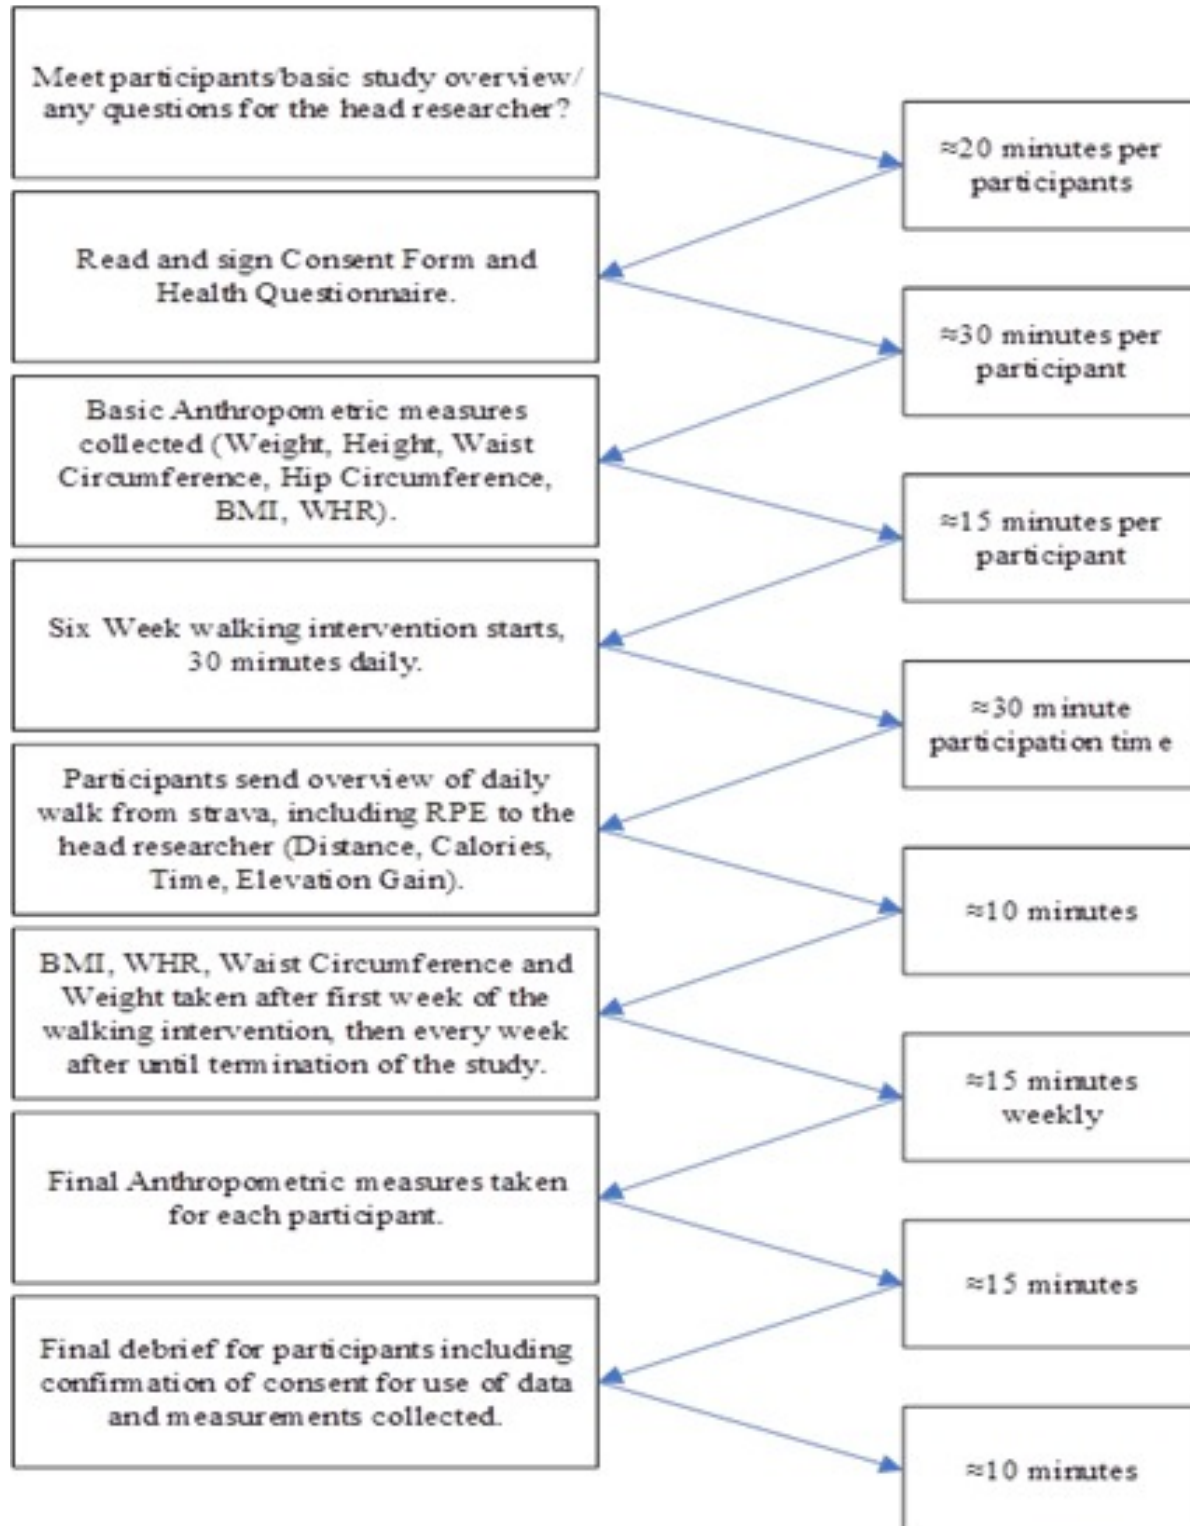 Meet participants/basic study overview/
any questions for the head researcher?
≈20 minutes per
participants
Read and sign Consent Form and
Health Questionnaire.
≈30 minutes per
participant
Basic Anthropometric measures
collected (Weight, Height, Waist
Circumference, Hip Circumference,
BMI, WHR).
≈15 minutes per
participant
Six Week walking intervention starts,
30 minutes daily.
≈30 minute
participation time
Participants send overview of daily
walk from strava, including RPE to the
head researcher (Distance, Calories,
Time, Elevation Gain).
≈10 minutes
BMI, WHR, Waist Circumference and
Weight taken after first week of the
walking intervention, then every week
after until termination of the study.
≈15 minutes
weekly
Final Anthropometric measures taken
for each participant.
≈15 minutes
Final debrief for participants including
confirmation of consent for use of data
and measurements collected.
≈10 minutes